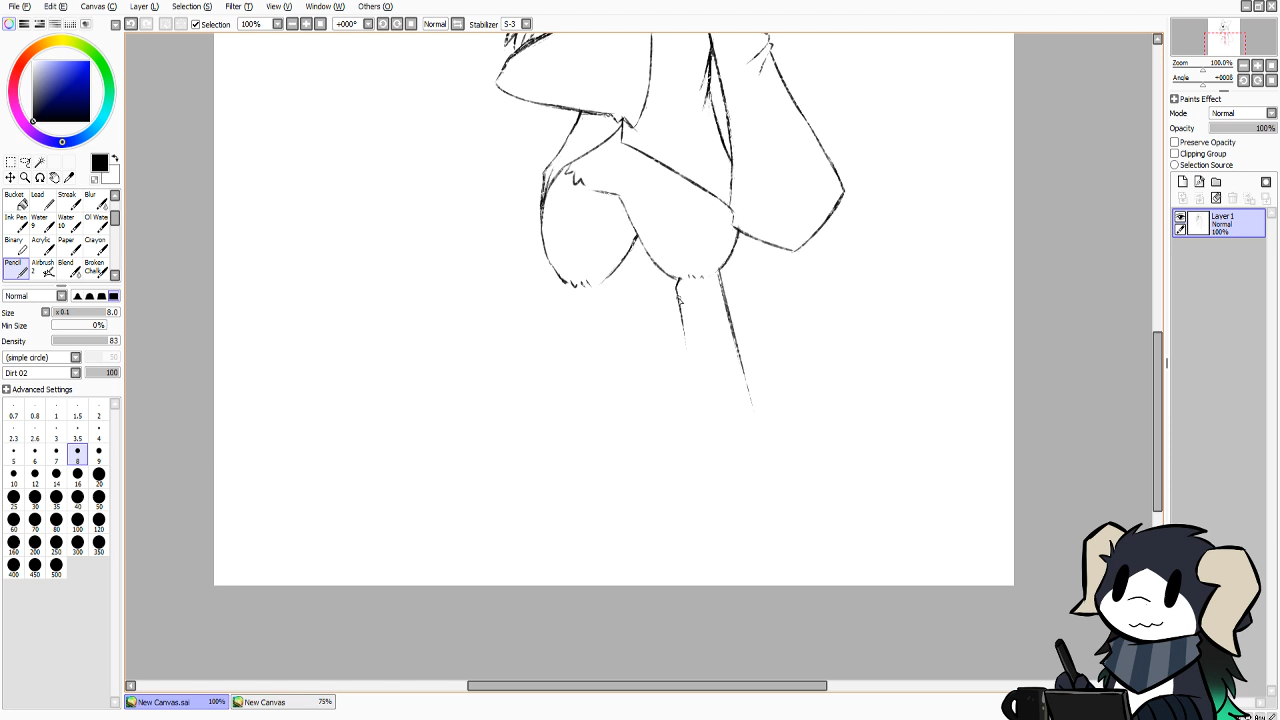 File (F) Edit (E) Canvas (C) Layer (L) Selection (S) Filter (T) View (V) Window (W) Others (O)
Selection 100% +000° Normal Stabilizer S-3
Zoom 100.0%
Angle +000θ
Paints Effect
Mode Normal
Opacity 100%
Preserve Opacity
Clipping Group
Selection Source
Layer 1
Normal
100%
Bucket Lead Streak Blur
Ink Pen Water 9 Water 10 Oil Water
Binary Acrylic Paper Crayon
Pencil Airbrush 2 Blend Broken Chalk
Normal
Size x 0.1 8.0
Min Size 0%
Density 83
(simple circle) 50
Dirt 02 100
Advanced Settings
0.7 0.8 1 1.5 2
2.3 2.6 3 3.5 4
5 6 7 8 9
10 12 14 16 20
25 30 35 40 50
60 70 80 100 120
160 200 250 300 350
400 450 500
New Canvas.sai 100% New Canvas 75%